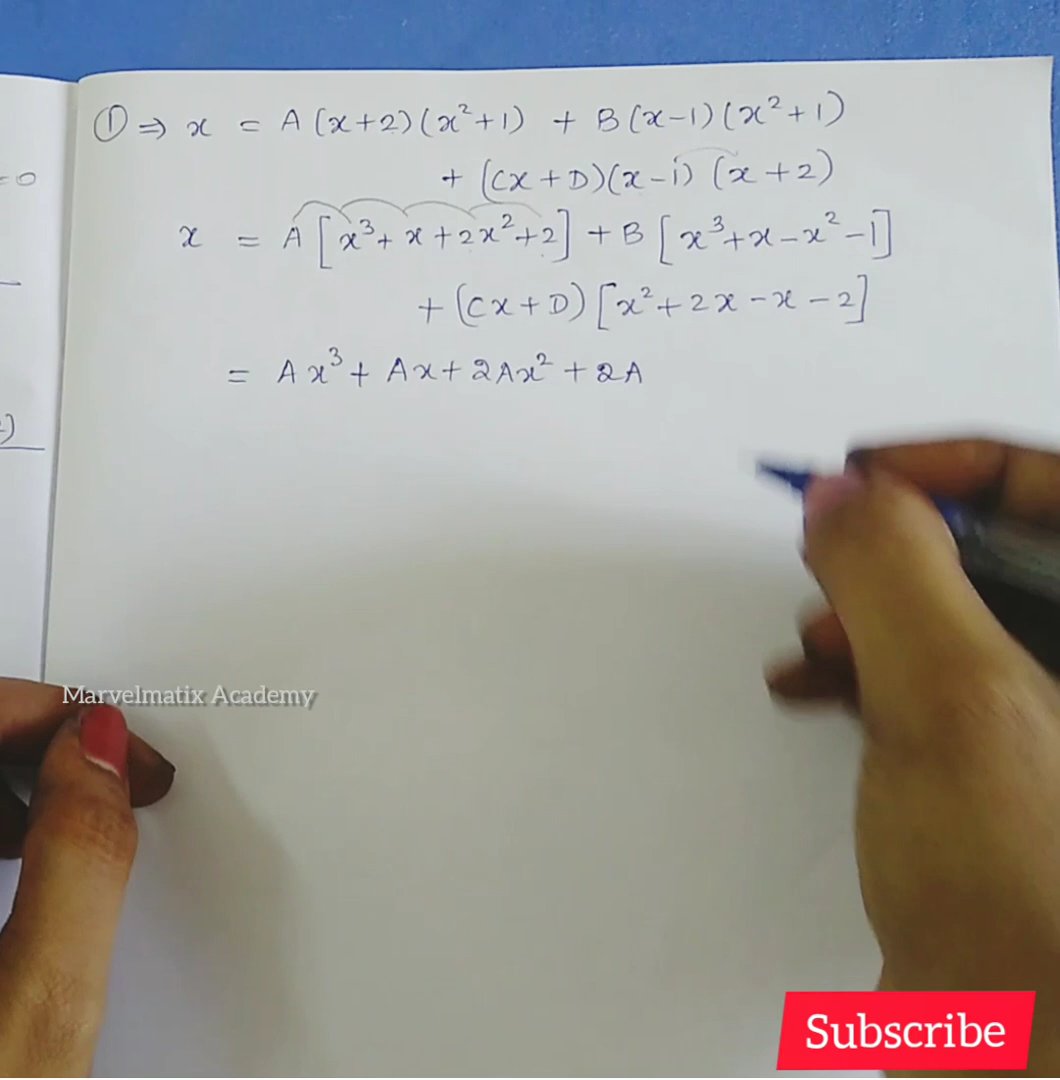 =0
① ⇒ x = A(x+2)(x²+1) + B(x-1)(x²+1)
+ (Cx+D)(x-1)(x+2)
x = A[x³+x+2x²+2] + B[x³+x-x²-1]
+ (Cx+D)[x²+2x-x-2]
= Ax³ + Ax + 2Ax² + 2A
Marvelmatix Academy
Subscribe